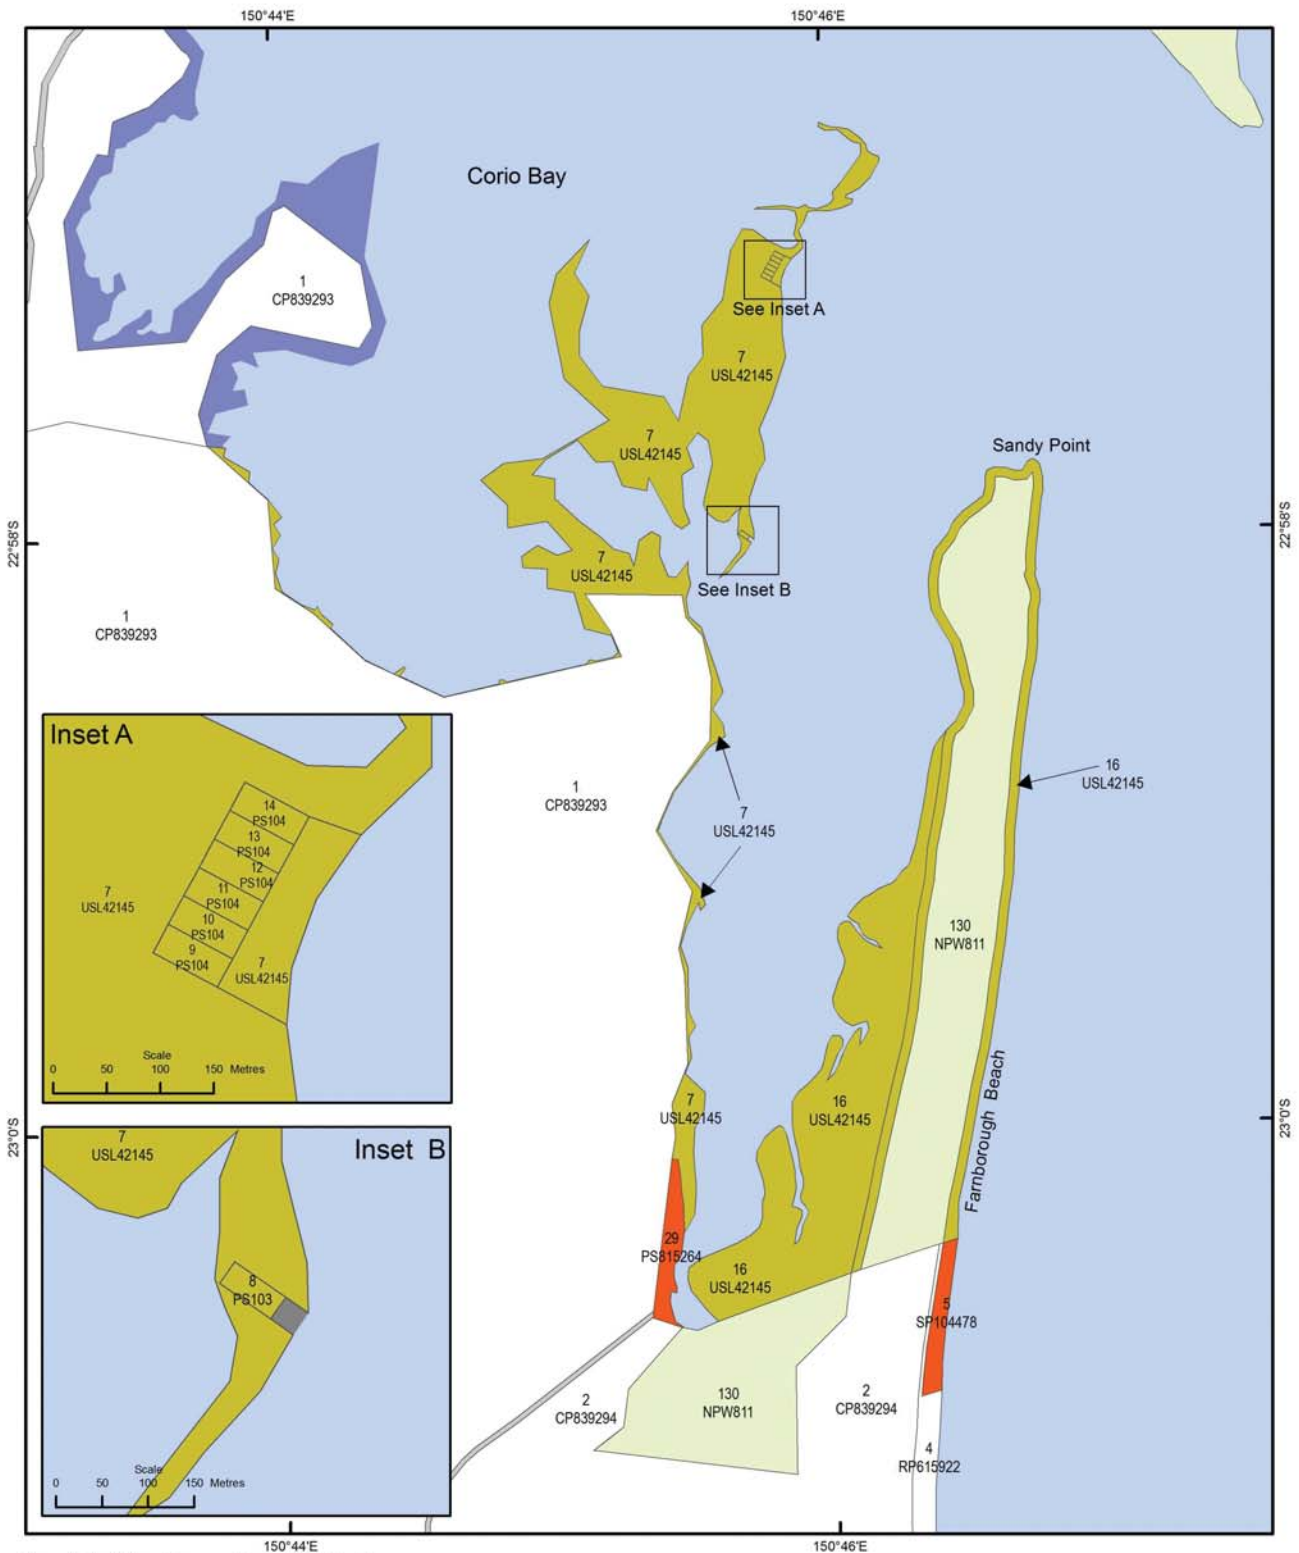 150°44'E
150°46'E
Corio Bay
1
CP839293
See Inset A
7
USL42145
7
USL42145
Sandy Point
22°58'S
22°58'S
7
USL42145
See Inset B
1
CP839293
Inset A
14
PS104
13
PS104
12
PS104
11
PS104
10
PS104
9
PS104
7
USL42145
7
USL42145
Scale
0 50 100 150 Metres
1
CP839293
7
USL42145
16
USL42145
130
NPW811
Farnborough Beach
7
USL42145
16
USL42145
23°0'S
23°0'S
Inset B
7
USL42145
8
PS103
Scale
0 50 100 150 Metres
29
PS815264
16
USL42145
5
SP104478
2
CP839294
130
NPW811
2
CP839294
4
RP615922
150°44'E
150°46'E